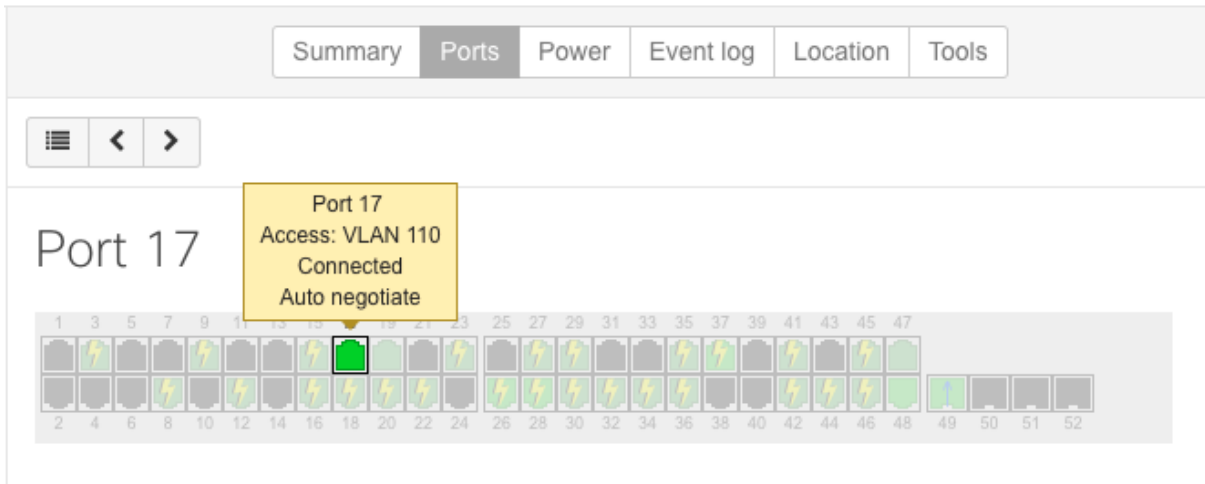 Summary Ports Power Event log Location Tools
Port 17
Access: VLAN 110
Connected
Auto negotiate
Port 17
1 3 5 7 9 11 13 15 19 21 23 25 27 29 31 33 35 37 39 41 43 45 47
2 4 6 8 10 12 14 16 18 20 22 24 26 28 30 32 34 36 38 40 42 44 46 48 49 50 51 52